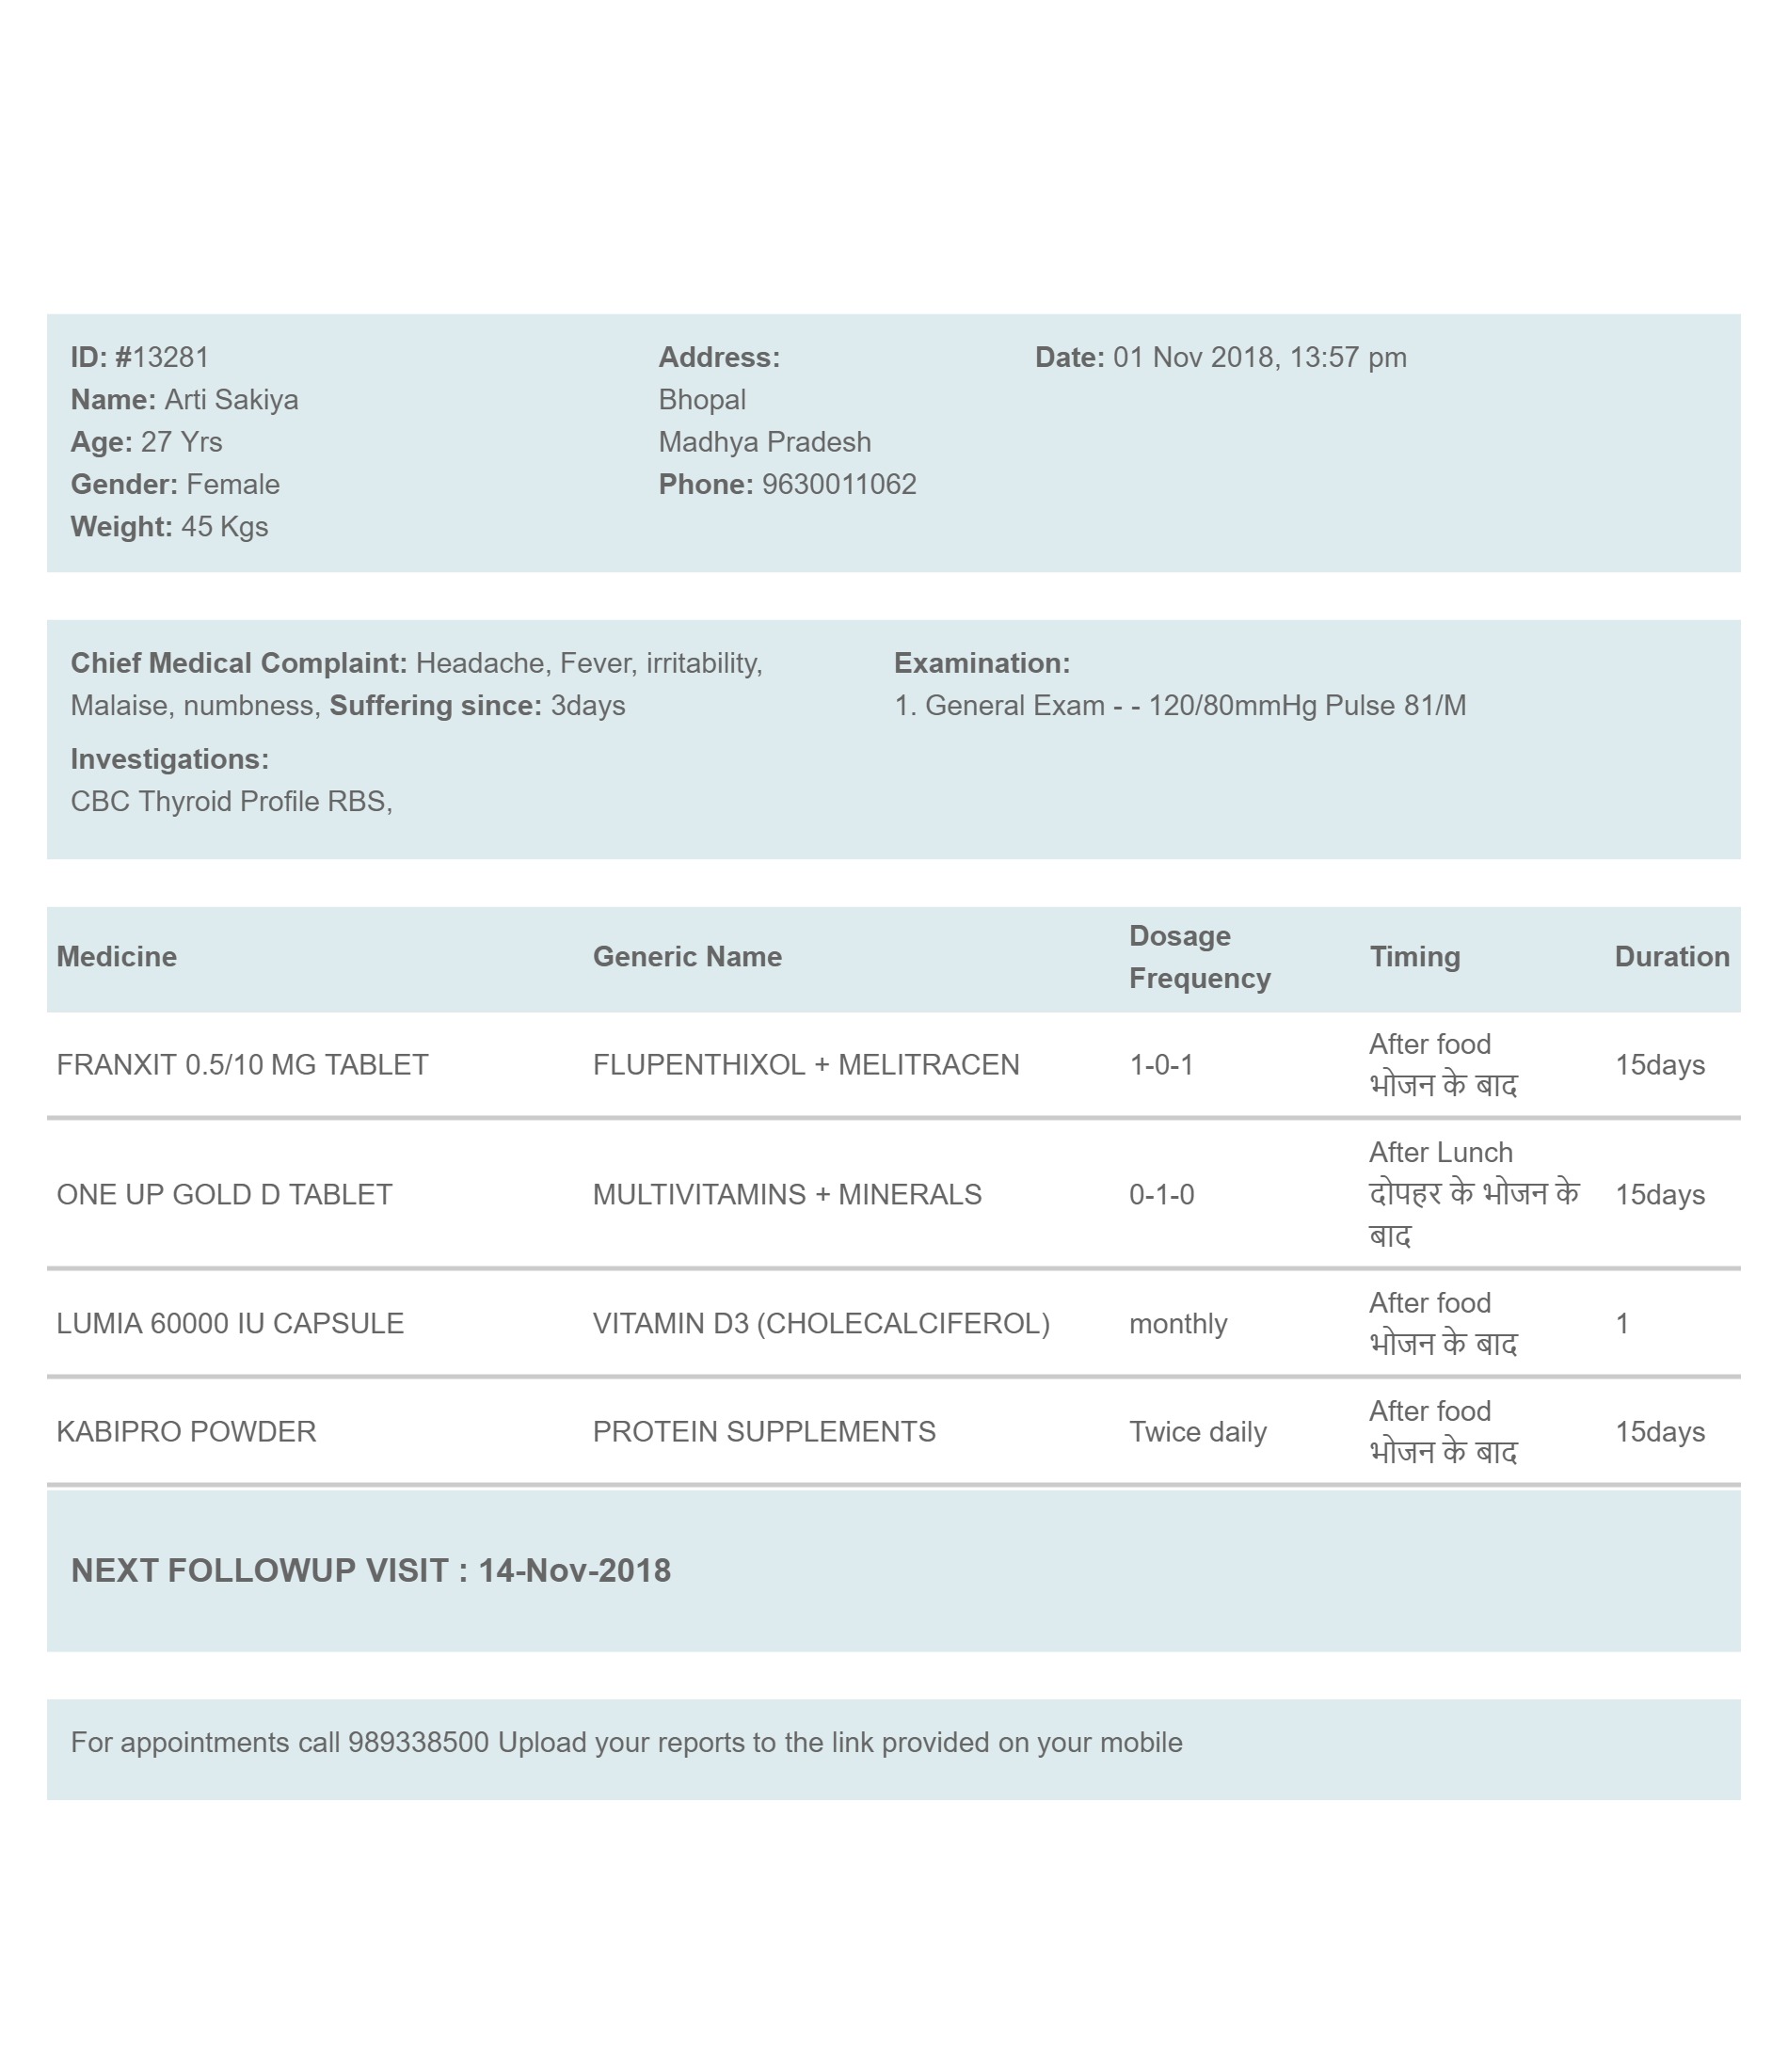 ID: #13281
Name: Arti Sakiya
Age: 27 Yrs
Gender: Female
Weight: 45 Kgs
Address:
Bhopal
Madhya Pradesh
Phone: 9630011062
Date: 01 Nov 2018, 13:57 pm
Chief Medical Complaint: Headache, Fever, irritability,
Malaise, numbness, Suffering since: 3days
Investigations:
CBC Thyroid Profile RBS,
Examination:
1. General Exam - - 120/80mmHg Pulse 81/M
Medicine Generic Name Dosage Frequency Timing Duration
FRANXIT 0.5/10 MG TABLET FLUPENTHIXOL + MELITRACEN 1-0-1 After food भोजन के बाद 15days
ONE UP GOLD D TABLET MULTIVITAMINS + MINERALS 0-1-0 After Lunch दोपहर के भोजन के बाद 15days
LUMIA 60000 IU CAPSULE VITAMIN D3 (CHOLECALCIFEROL) monthly After food भोजन के बाद 1
KABIPRO POWDER PROTEIN SUPPLEMENTS Twice daily After food भोजन के बाद 15days
NEXT FOLLOWUP VISIT : 14-Nov-2018
For appointments call 989338500 Upload your reports to the link provided on your mobile